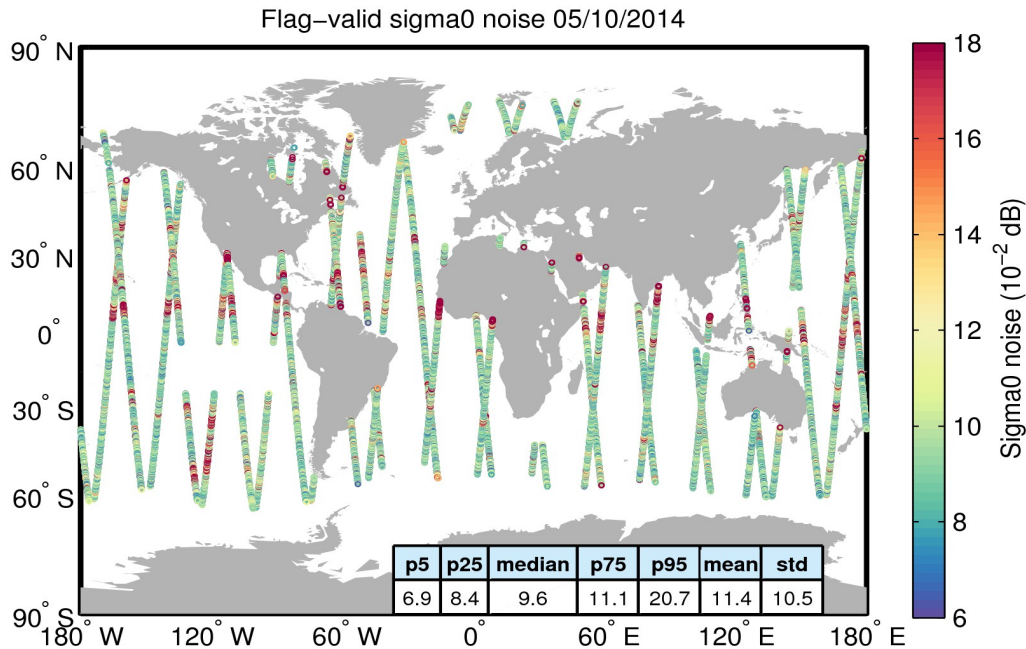 Flag−valid sigma0 noise 05/10/2014
90° N
60° N
30° N
0°
30° S
60° S
90° S
180° W
120° W
60° W
0°
60° E
120° E
180° E
p5 p25 median p75 p95 mean std
6.9 8.4 9.6 11.1 20.7 11.4 10.5
18
16
14
12
10
8
6
Sigma0 noise (10⁻² dB)